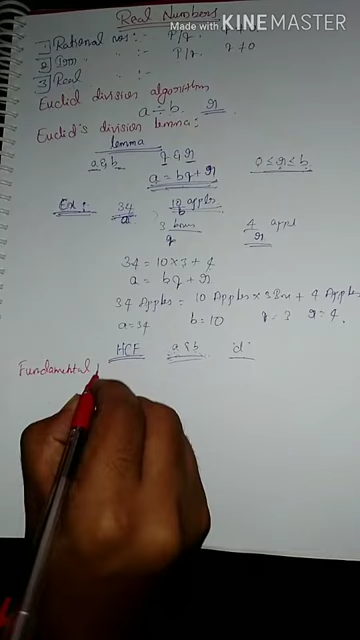 Real Numbers
Made with KINEMASTER
1) Rational nos :- P/q. q ≠ 0
2) Irra " :- P/q. q ≠ 0
3) Real " :-
Euclid division algorithm
a ÷ b. r
Euclid's division lemma:
lemma
a & b q & r 0 ≤ r ≤ b
a = bq + r
Ex: 34 10 apples
a b
3 4 appl
q r
34 = 10 × 3 + 4
a = bq + r
34 Apples = 10 Apples × 3 + 4 Apples
a = 34 b = 10 q = 3 r = 4.
HCF a & b 'd'
Fundamental